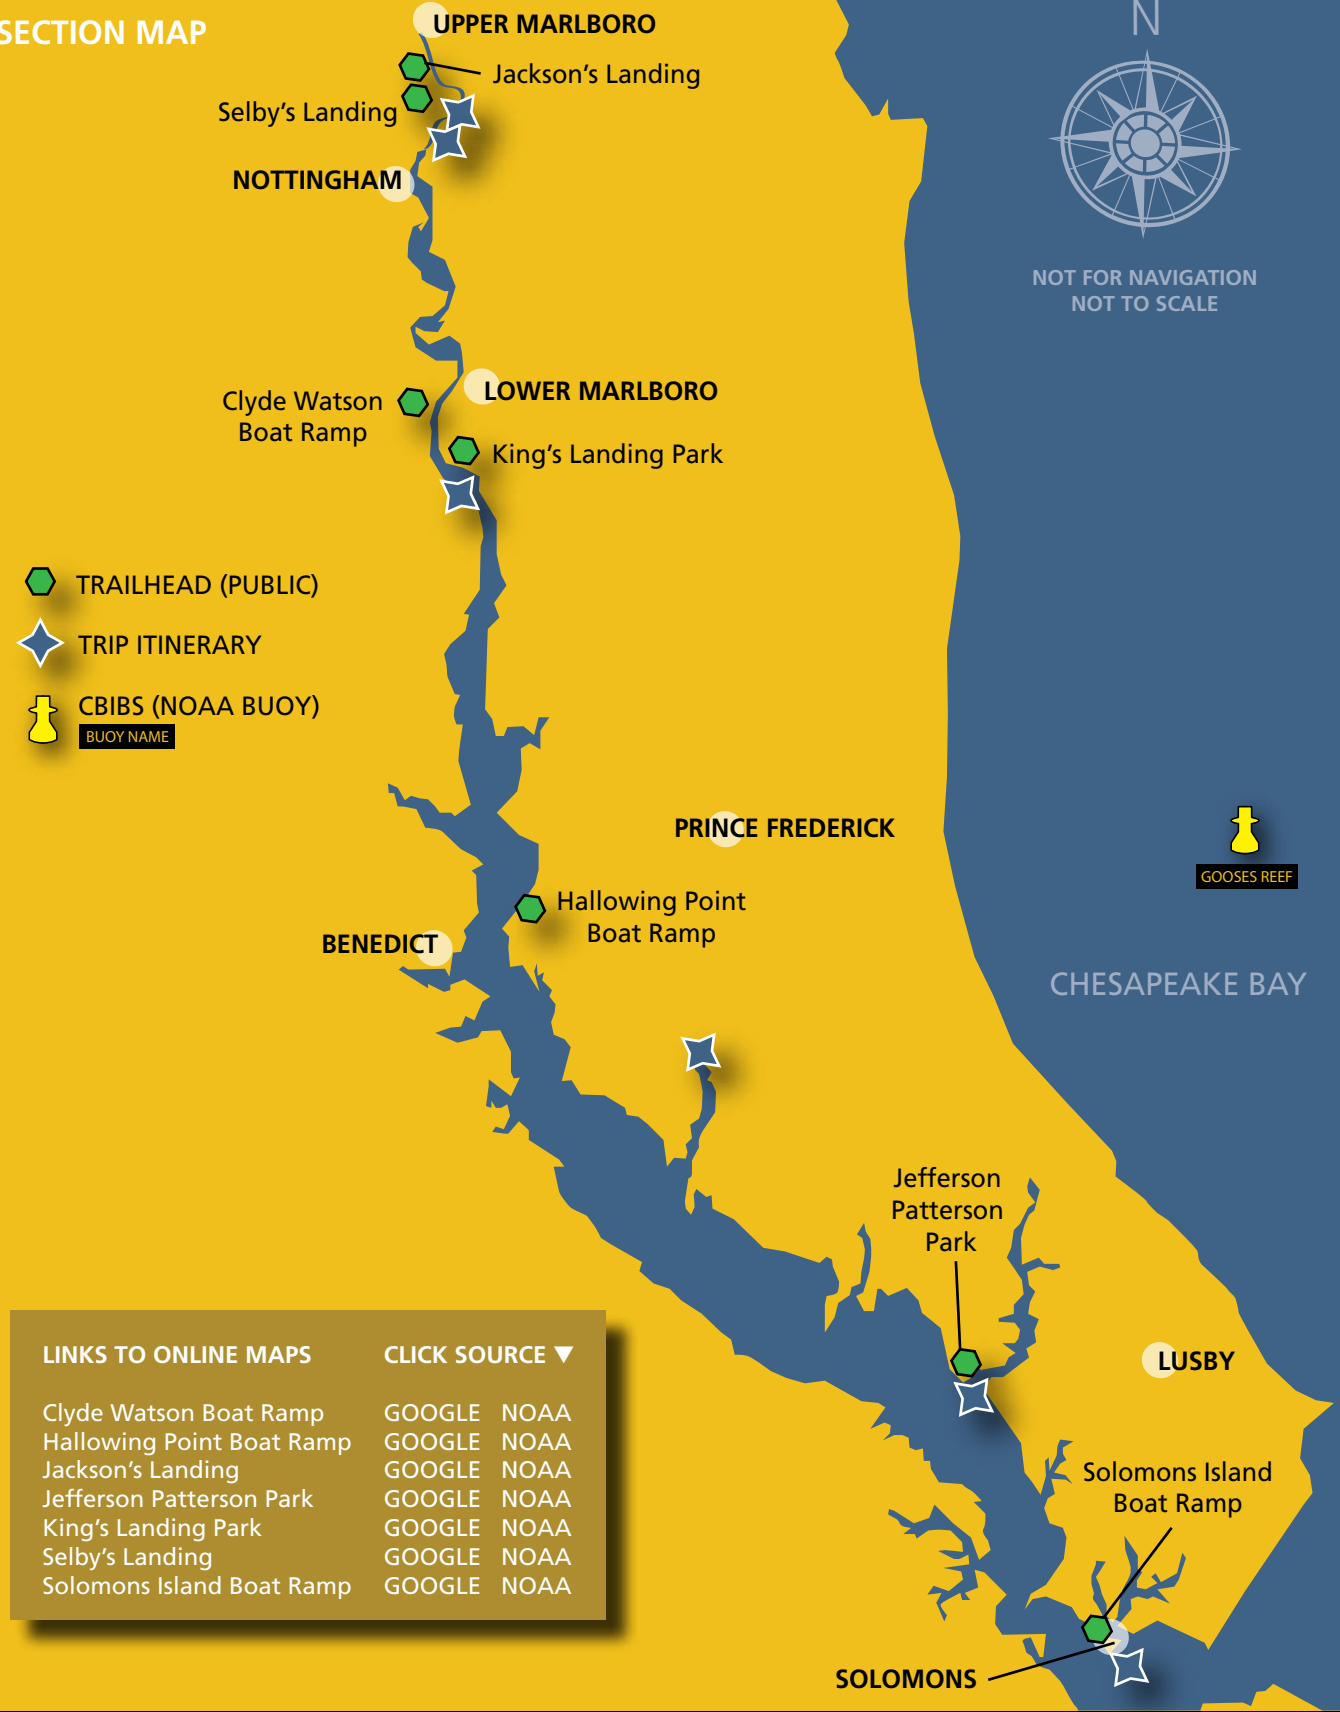 SECTION MAP
UPPER MARLBORO
N
Jackson’s Landing
Selby’s Landing
NOTTINGHAM
NOT FOR NAVIGATION
NOT TO SCALE
LOWER MARLBORO
Clyde Watson
Boat Ramp
King’s Landing Park
TRAILHEAD (PUBLIC)
TRIP ITINERARY
CBIBS (NOAA BUOY)
BUOY NAME
PRINCE FREDERICK
GOOSES REEF
Hallowing Point
Boat Ramp
BENEDICT
CHESAPEAKE BAY
Jefferson
Patterson
Park
LUSBY
Solomons Island
Boat Ramp
SOLOMONS
LINKS TO ONLINE MAPS CLICK SOURCE ▼
Clyde Watson Boat Ramp GOOGLE NOAA
Hallowing Point Boat Ramp GOOGLE NOAA
Jackson’s Landing GOOGLE NOAA
Jefferson Patterson Park GOOGLE NOAA
King’s Landing Park GOOGLE NOAA
Selby’s Landing GOOGLE NOAA
Solomons Island Boat Ramp GOOGLE NOAA